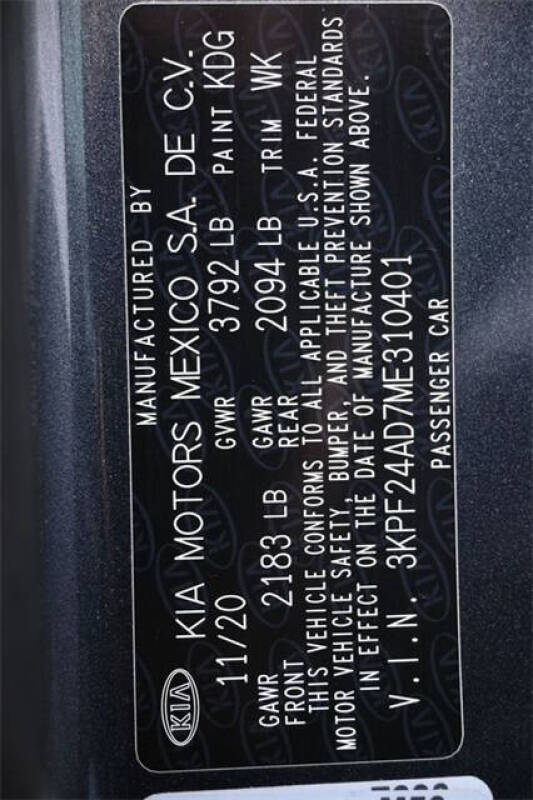 MANUFACTURED BY
KIA KIA MOTORS MEXICO S.A. DE C.V.
11/20 GVWR 3792 LB PAINT KDG
GAWR FRONT 2183 LB GAWR REAR 2094 LB TRIM WK
THIS VEHICLE CONFORMS TO ALL APPLICABLE U.S.A. FEDERAL
MOTOR VEHICLE SAFETY, BUMPER, AND THEFT PREVENTION STANDARDS
IN EFFECT ON THE DATE OF MANUFACTURE SHOWN ABOVE.
V.I.N. 3KPF24AD7ME310401
PASSENGER CAR